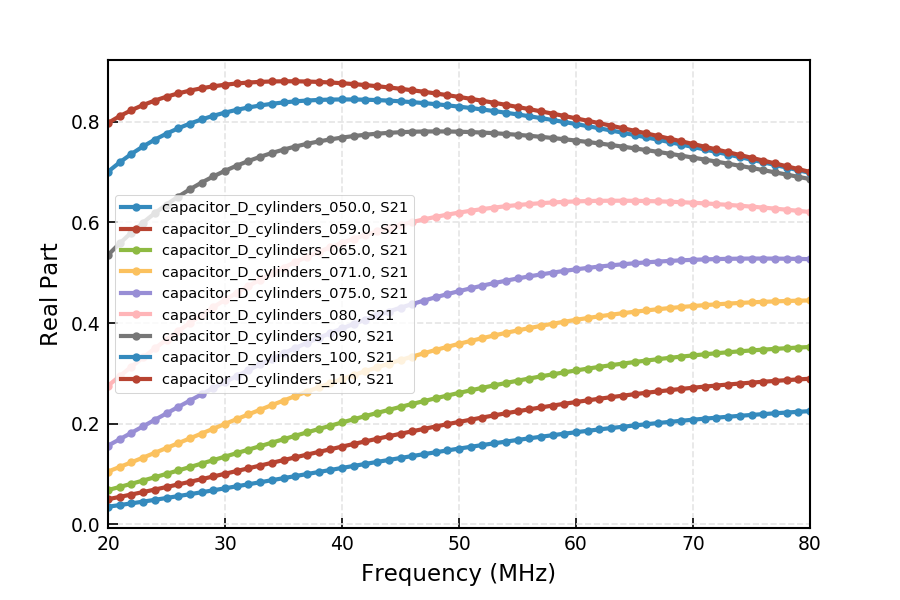 0.8
0.6
0.4
0.2
0.0
Real Part
capacitor_D_cylinders_050.0, S21
capacitor_D_cylinders_059.0, S21
capacitor_D_cylinders_065.0, S21
capacitor_D_cylinders_071.0, S21
capacitor_D_cylinders_075.0, S21
capacitor_D_cylinders_080, S21
capacitor_D_cylinders_090, S21
capacitor_D_cylinders_100, S21
capacitor_D_cylinders_110, S21
20 30 40 50 60 70 80
Frequency (MHz)